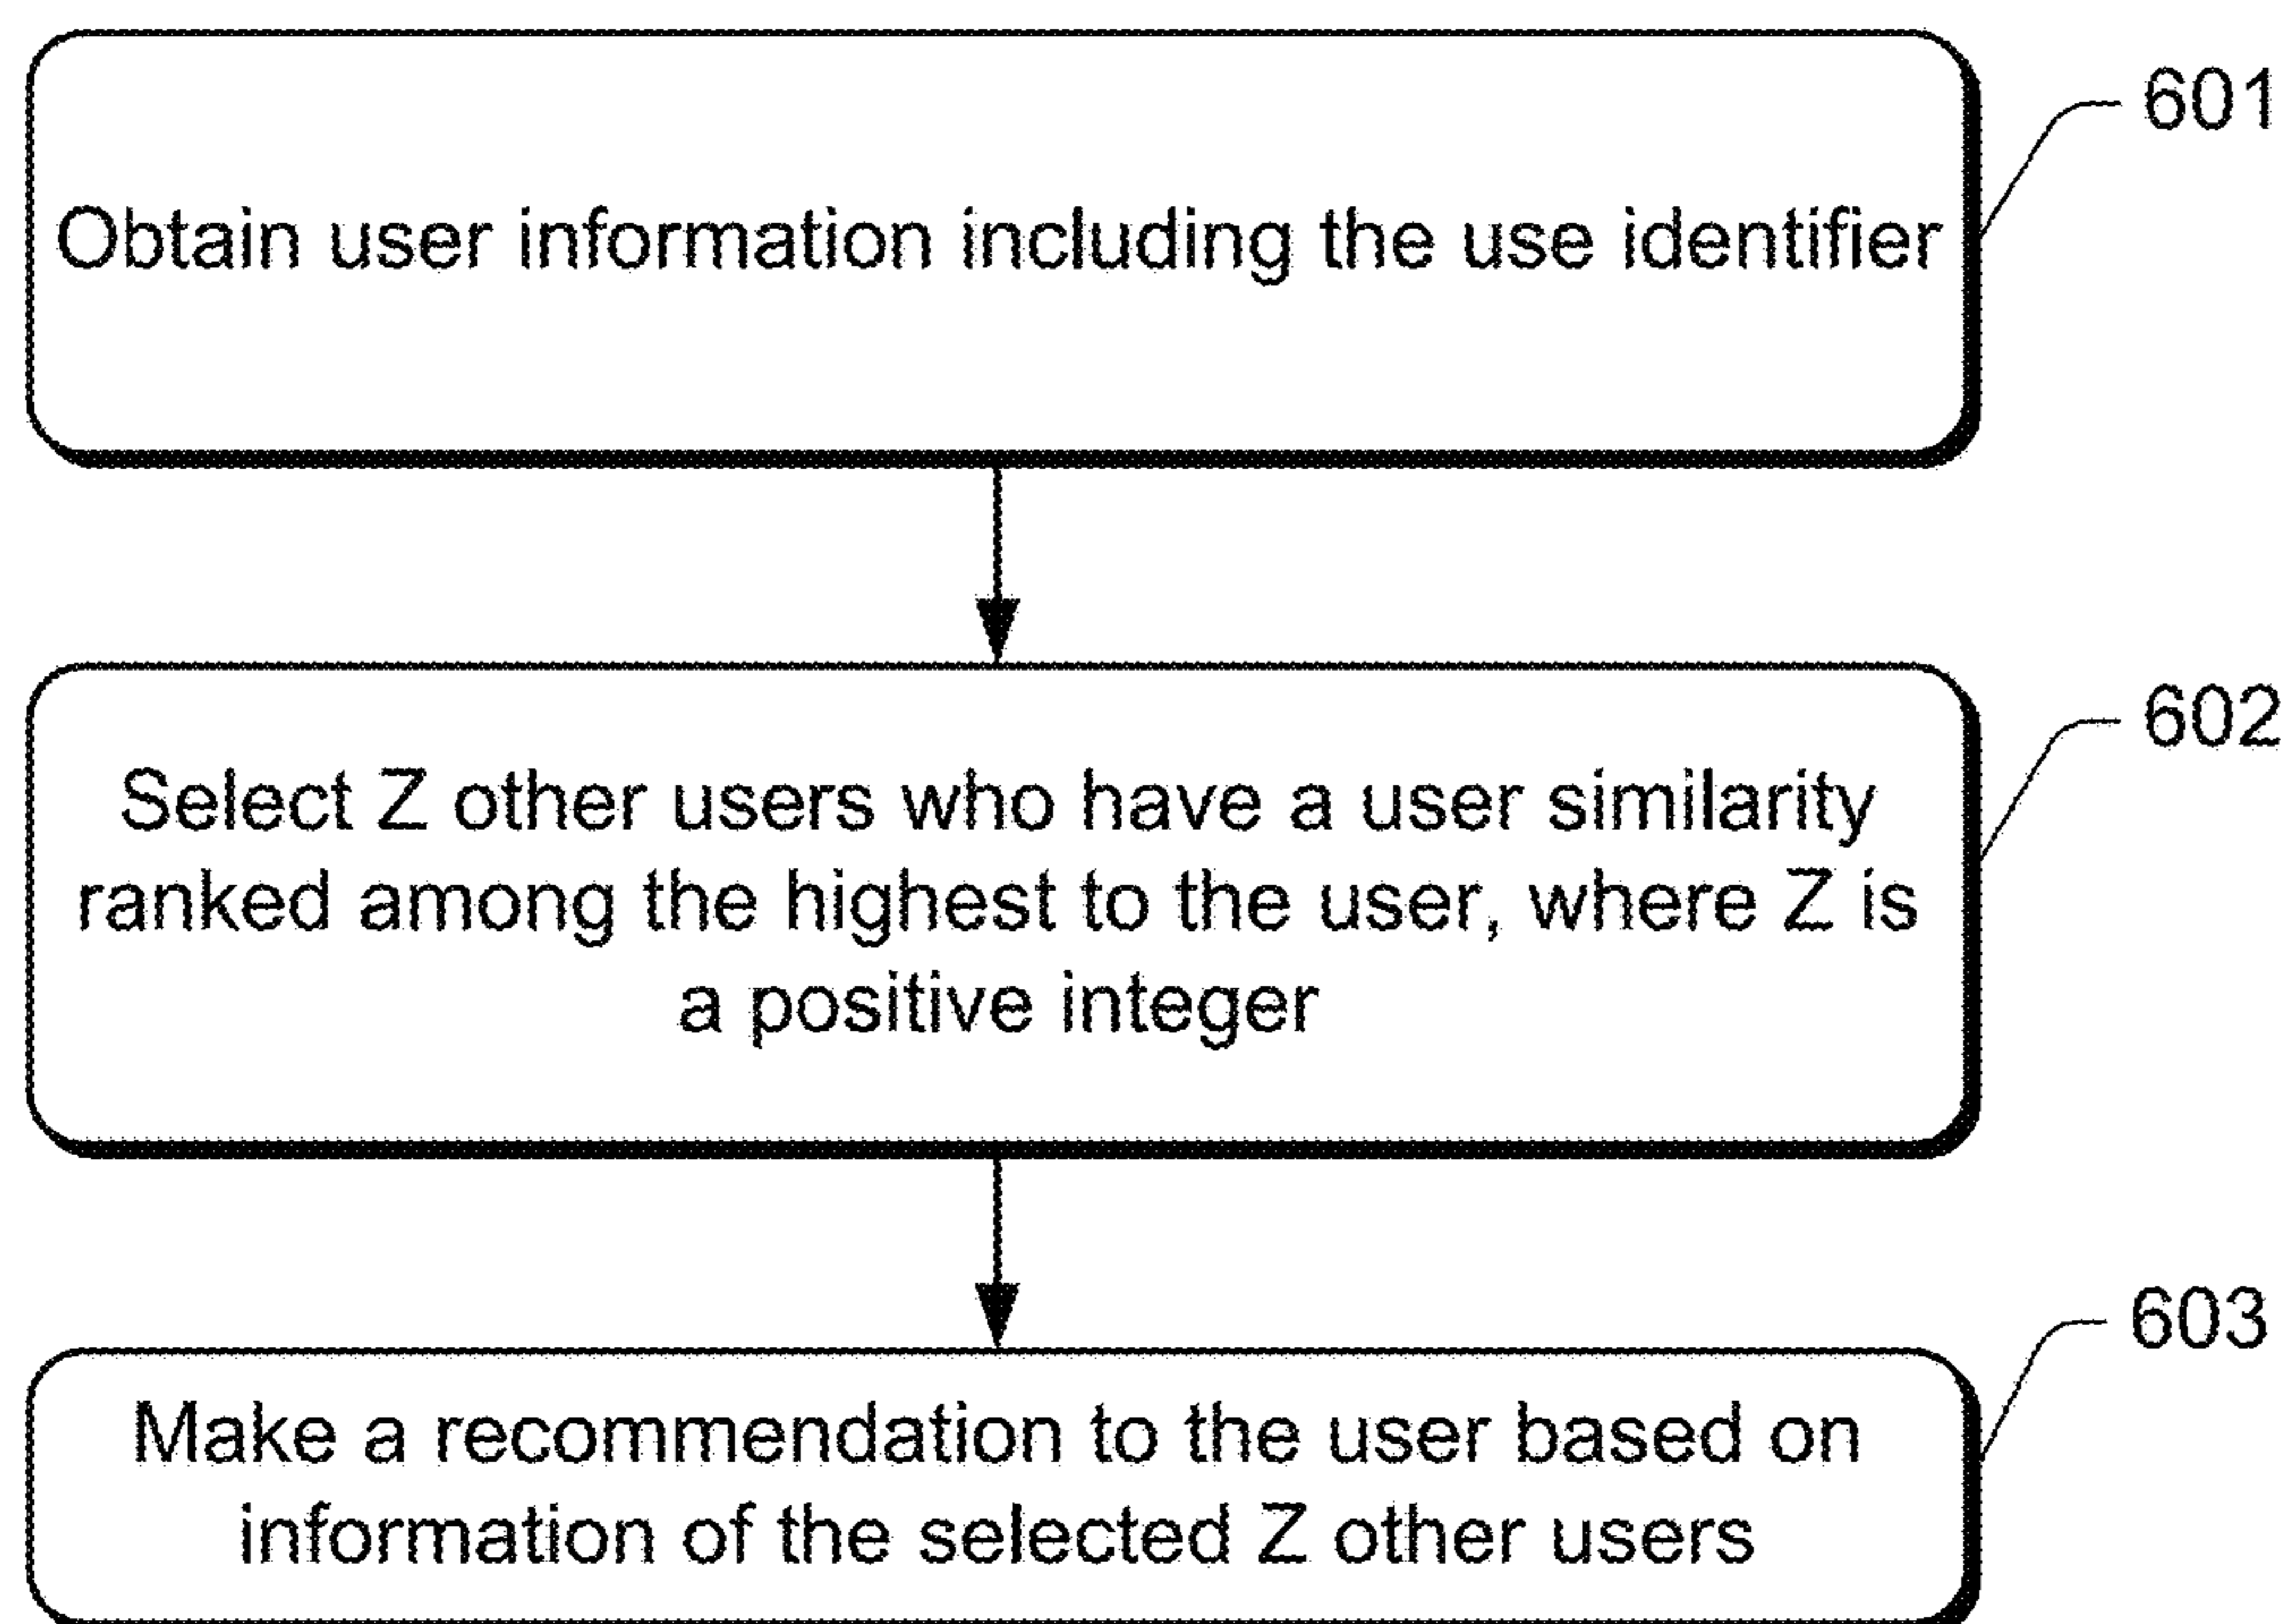 Obtain user information including the use identifier
601
Select Z other users who have a user similarity
ranked among the highest to the user, where Z is
a positive integer
602
Make a recommendation to the user based on
information of the selected Z other users
603